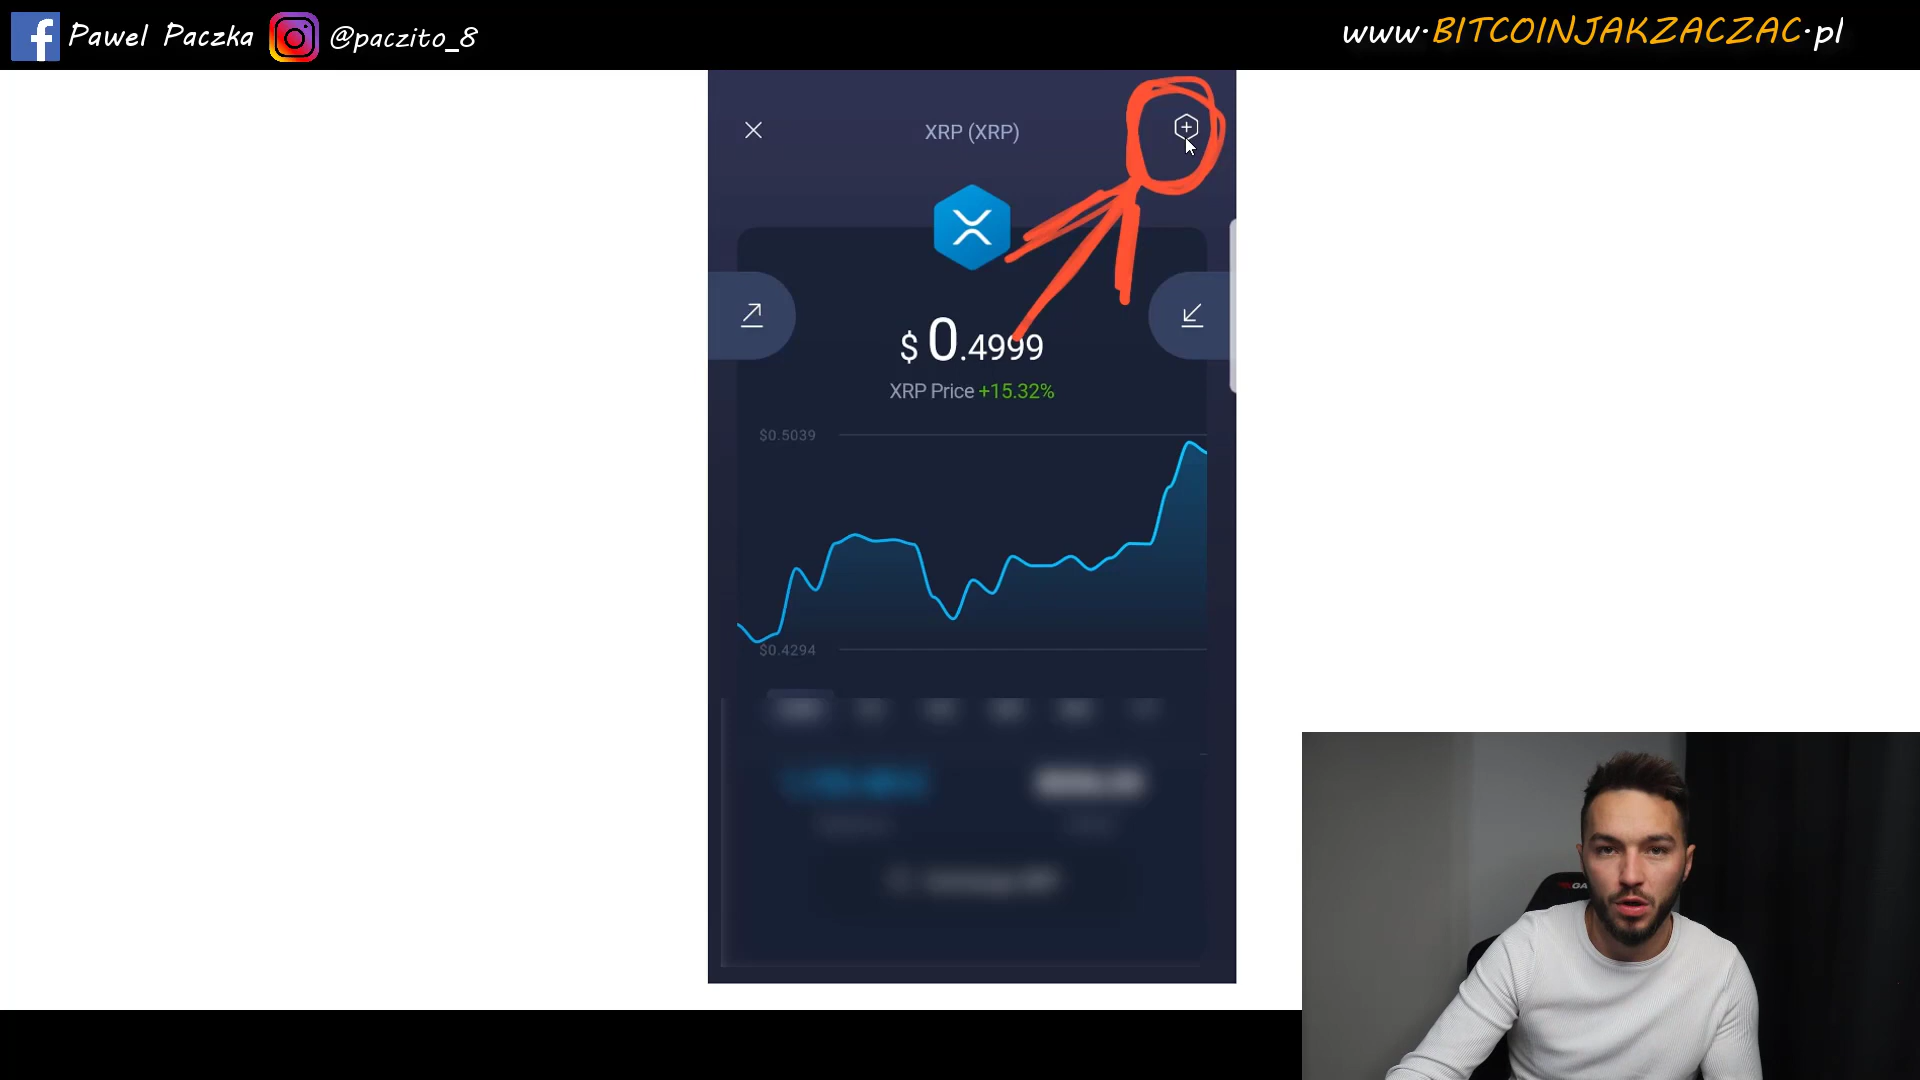 Pawel Paczka @paczito_8
www.BITCOINJAKZACZAC.pl
XRP (XRP)
$0.4999
XRP Price +15.32%
$0.5039
$0.4294